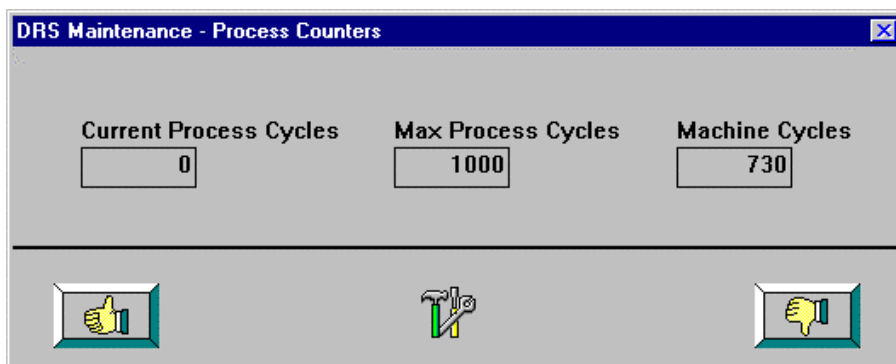 DRS Maintenance - Process Counters
Current Process Cycles Max Process Cycles Machine Cycles
0 1000 730